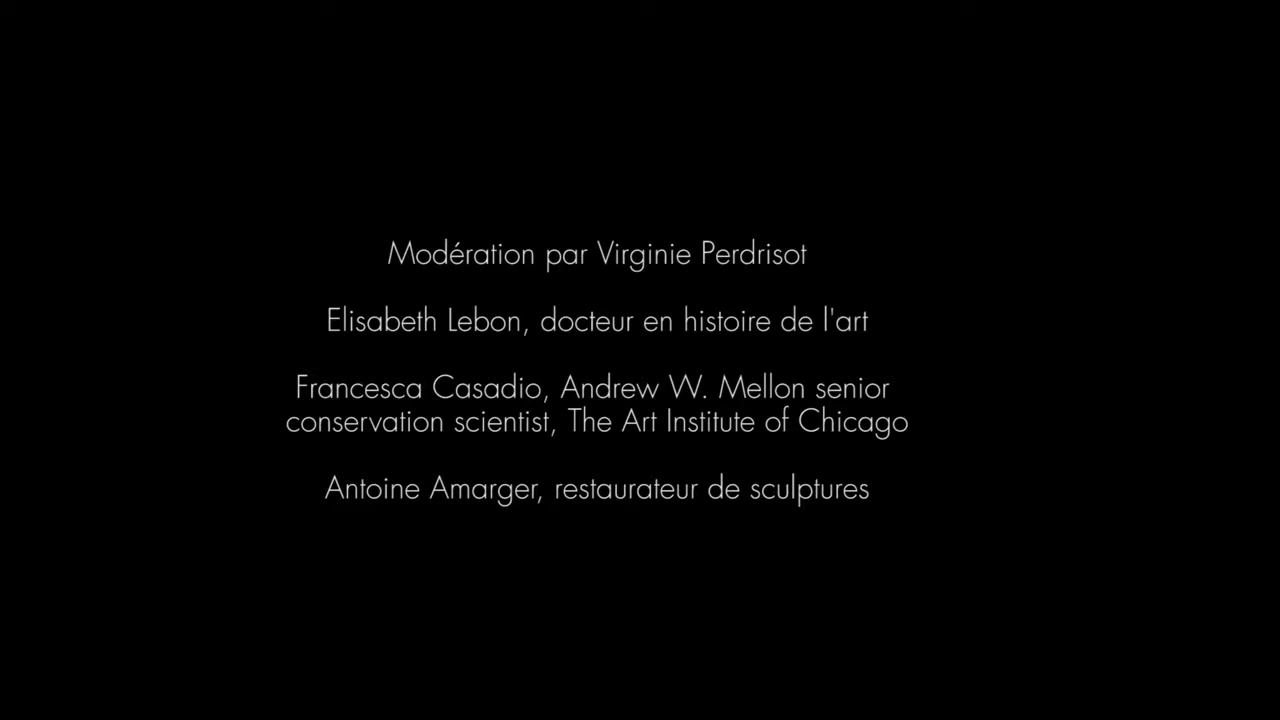 Modération par Virginie Perdrisot
Elisabeth Lebon, docteur en histoire de l'art
Francesca Casadio, Andrew W. Mellon senior
conservation scientist, The Art Institute of Chicago
Antoine Amarger, restaurateur de sculptures